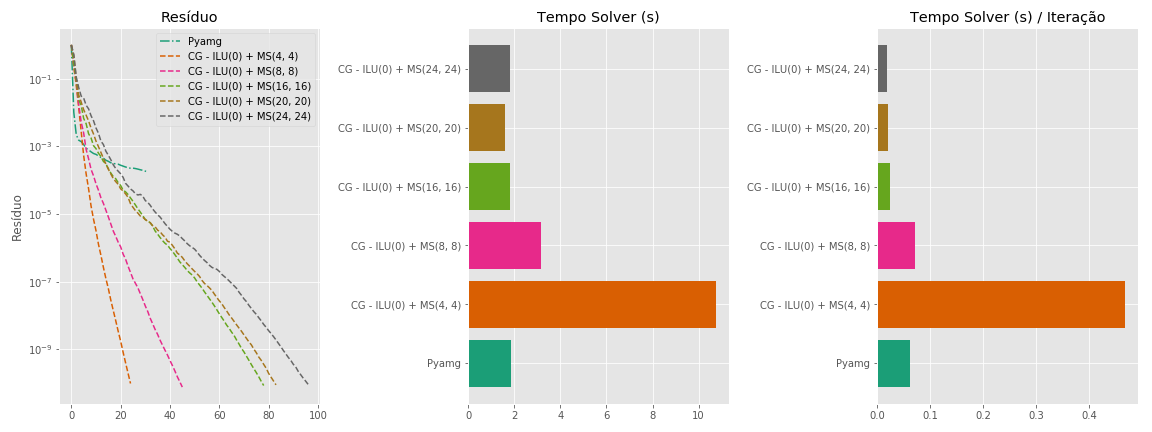 Resíduo
Resíduo
10⁻¹
10⁻³
10⁻⁵
10⁻⁷
10⁻⁹
0
20
40
60
80
100
Pyamg
CG - ILU(0) + MS(4, 4)
CG - ILU(0) + MS(8, 8)
CG - ILU(0) + MS(16, 16)
CG - ILU(0) + MS(20, 20)
CG - ILU(0) + MS(24, 24)
Tempo Solver (s)
CG - ILU(0) + MS(24, 24)
CG - ILU(0) + MS(20, 20)
CG - ILU(0) + MS(16, 16)
CG - ILU(0) + MS(8, 8)
CG - ILU(0) + MS(4, 4)
Pyamg
0
2
4
6
8
10
Tempo Solver (s) / Iteração
CG - ILU(0) + MS(24, 24)
CG - ILU(0) + MS(20, 20)
CG - ILU(0) + MS(16, 16)
CG - ILU(0) + MS(8, 8)
CG - ILU(0) + MS(4, 4)
Pyamg
0.0
0.1
0.2
0.3
0.4